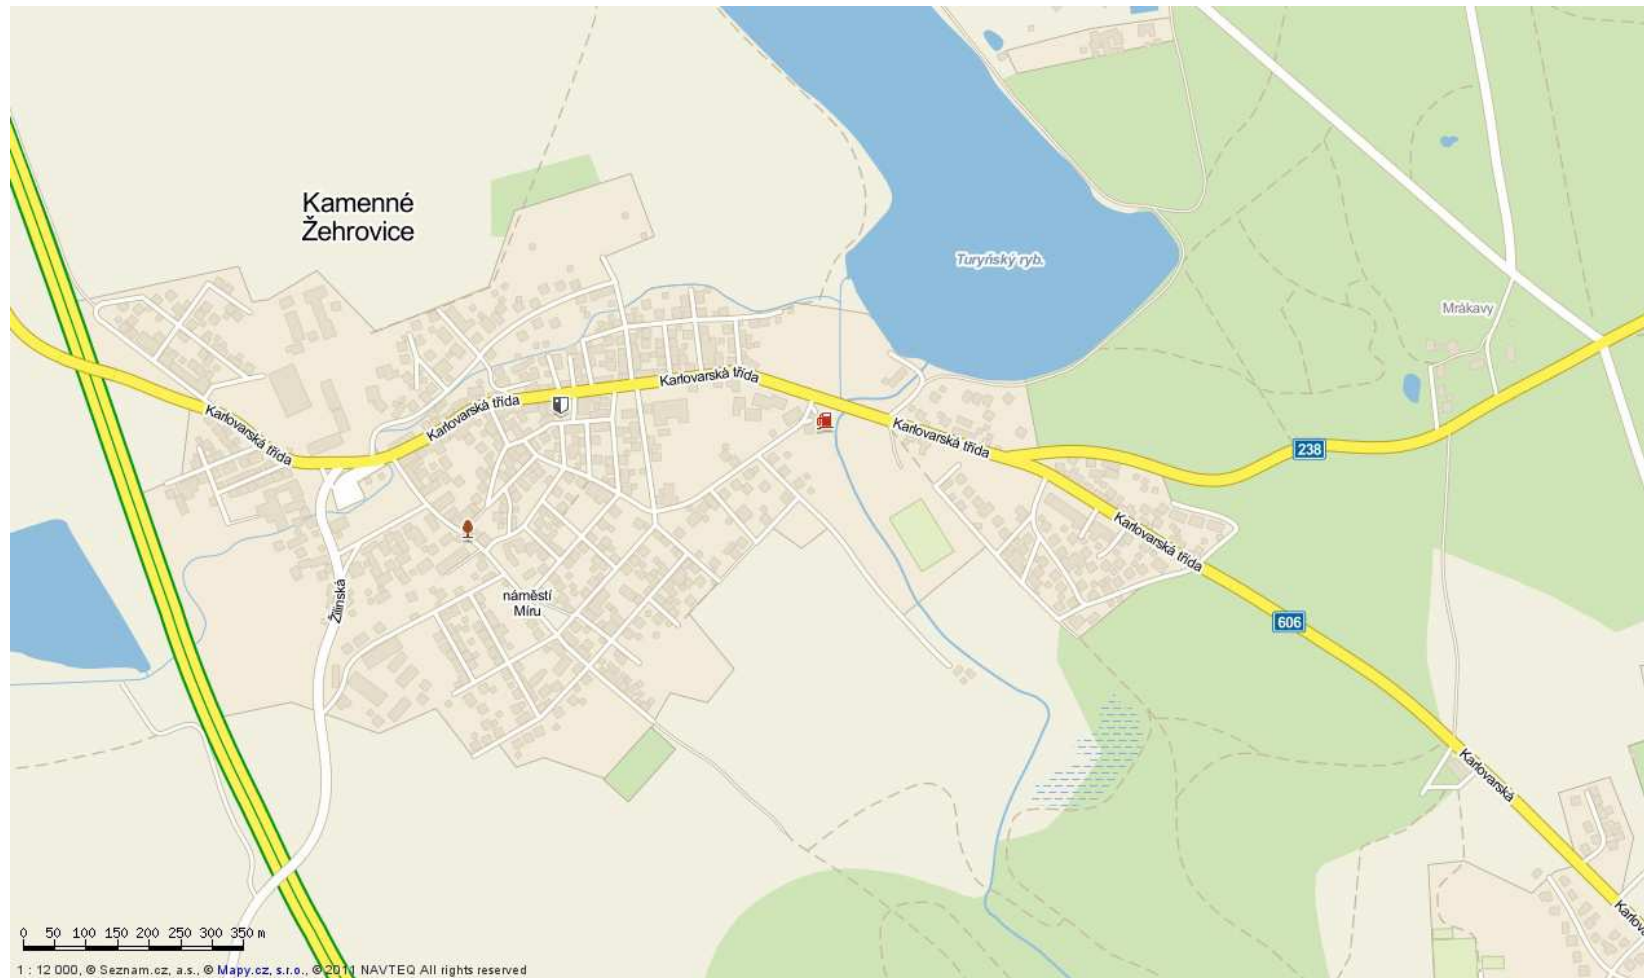 Kamenné
Žehrovice
Turyňský ryb.
Mrákavy
Karlovarská třída
Karlovarská třída
Karlovarská třída
Karlovarská třída
238
Karlovarská třída
Žilinská
náměstí
Míru
606
Karlovarská
Karlova
0 50 100 150 200 250 300 350 m
1 : 12 000, © Seznam.cz, a.s., © Mapy.cz, s.r.o., © 2011 NAVTEQ All rights reserved